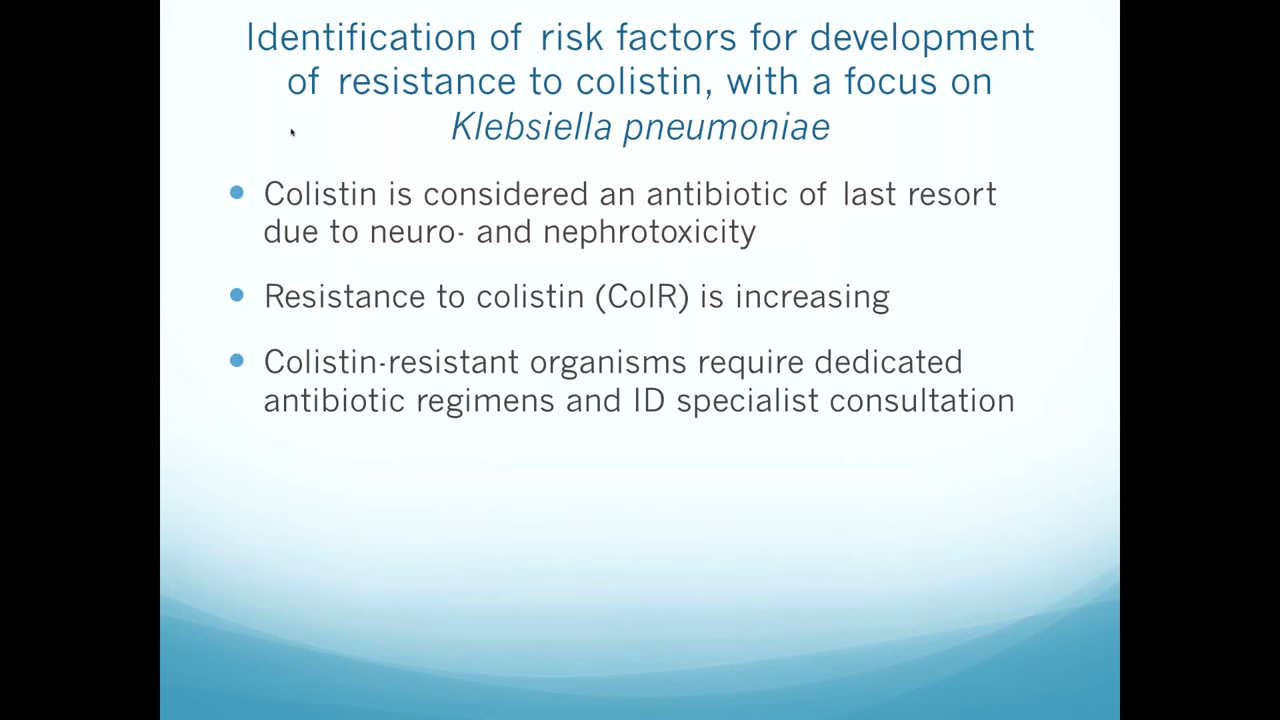 Identification of risk factors for development
of resistance to colistin, with a focus on
Klebsiella pneumoniae
• Colistin is considered an antibiotic of last resort
due to neuro- and nephrotoxicity
• Resistance to colistin (ColR) is increasing
• Colistin-resistant organisms require dedicated
antibiotic regimens and ID specialist consultation